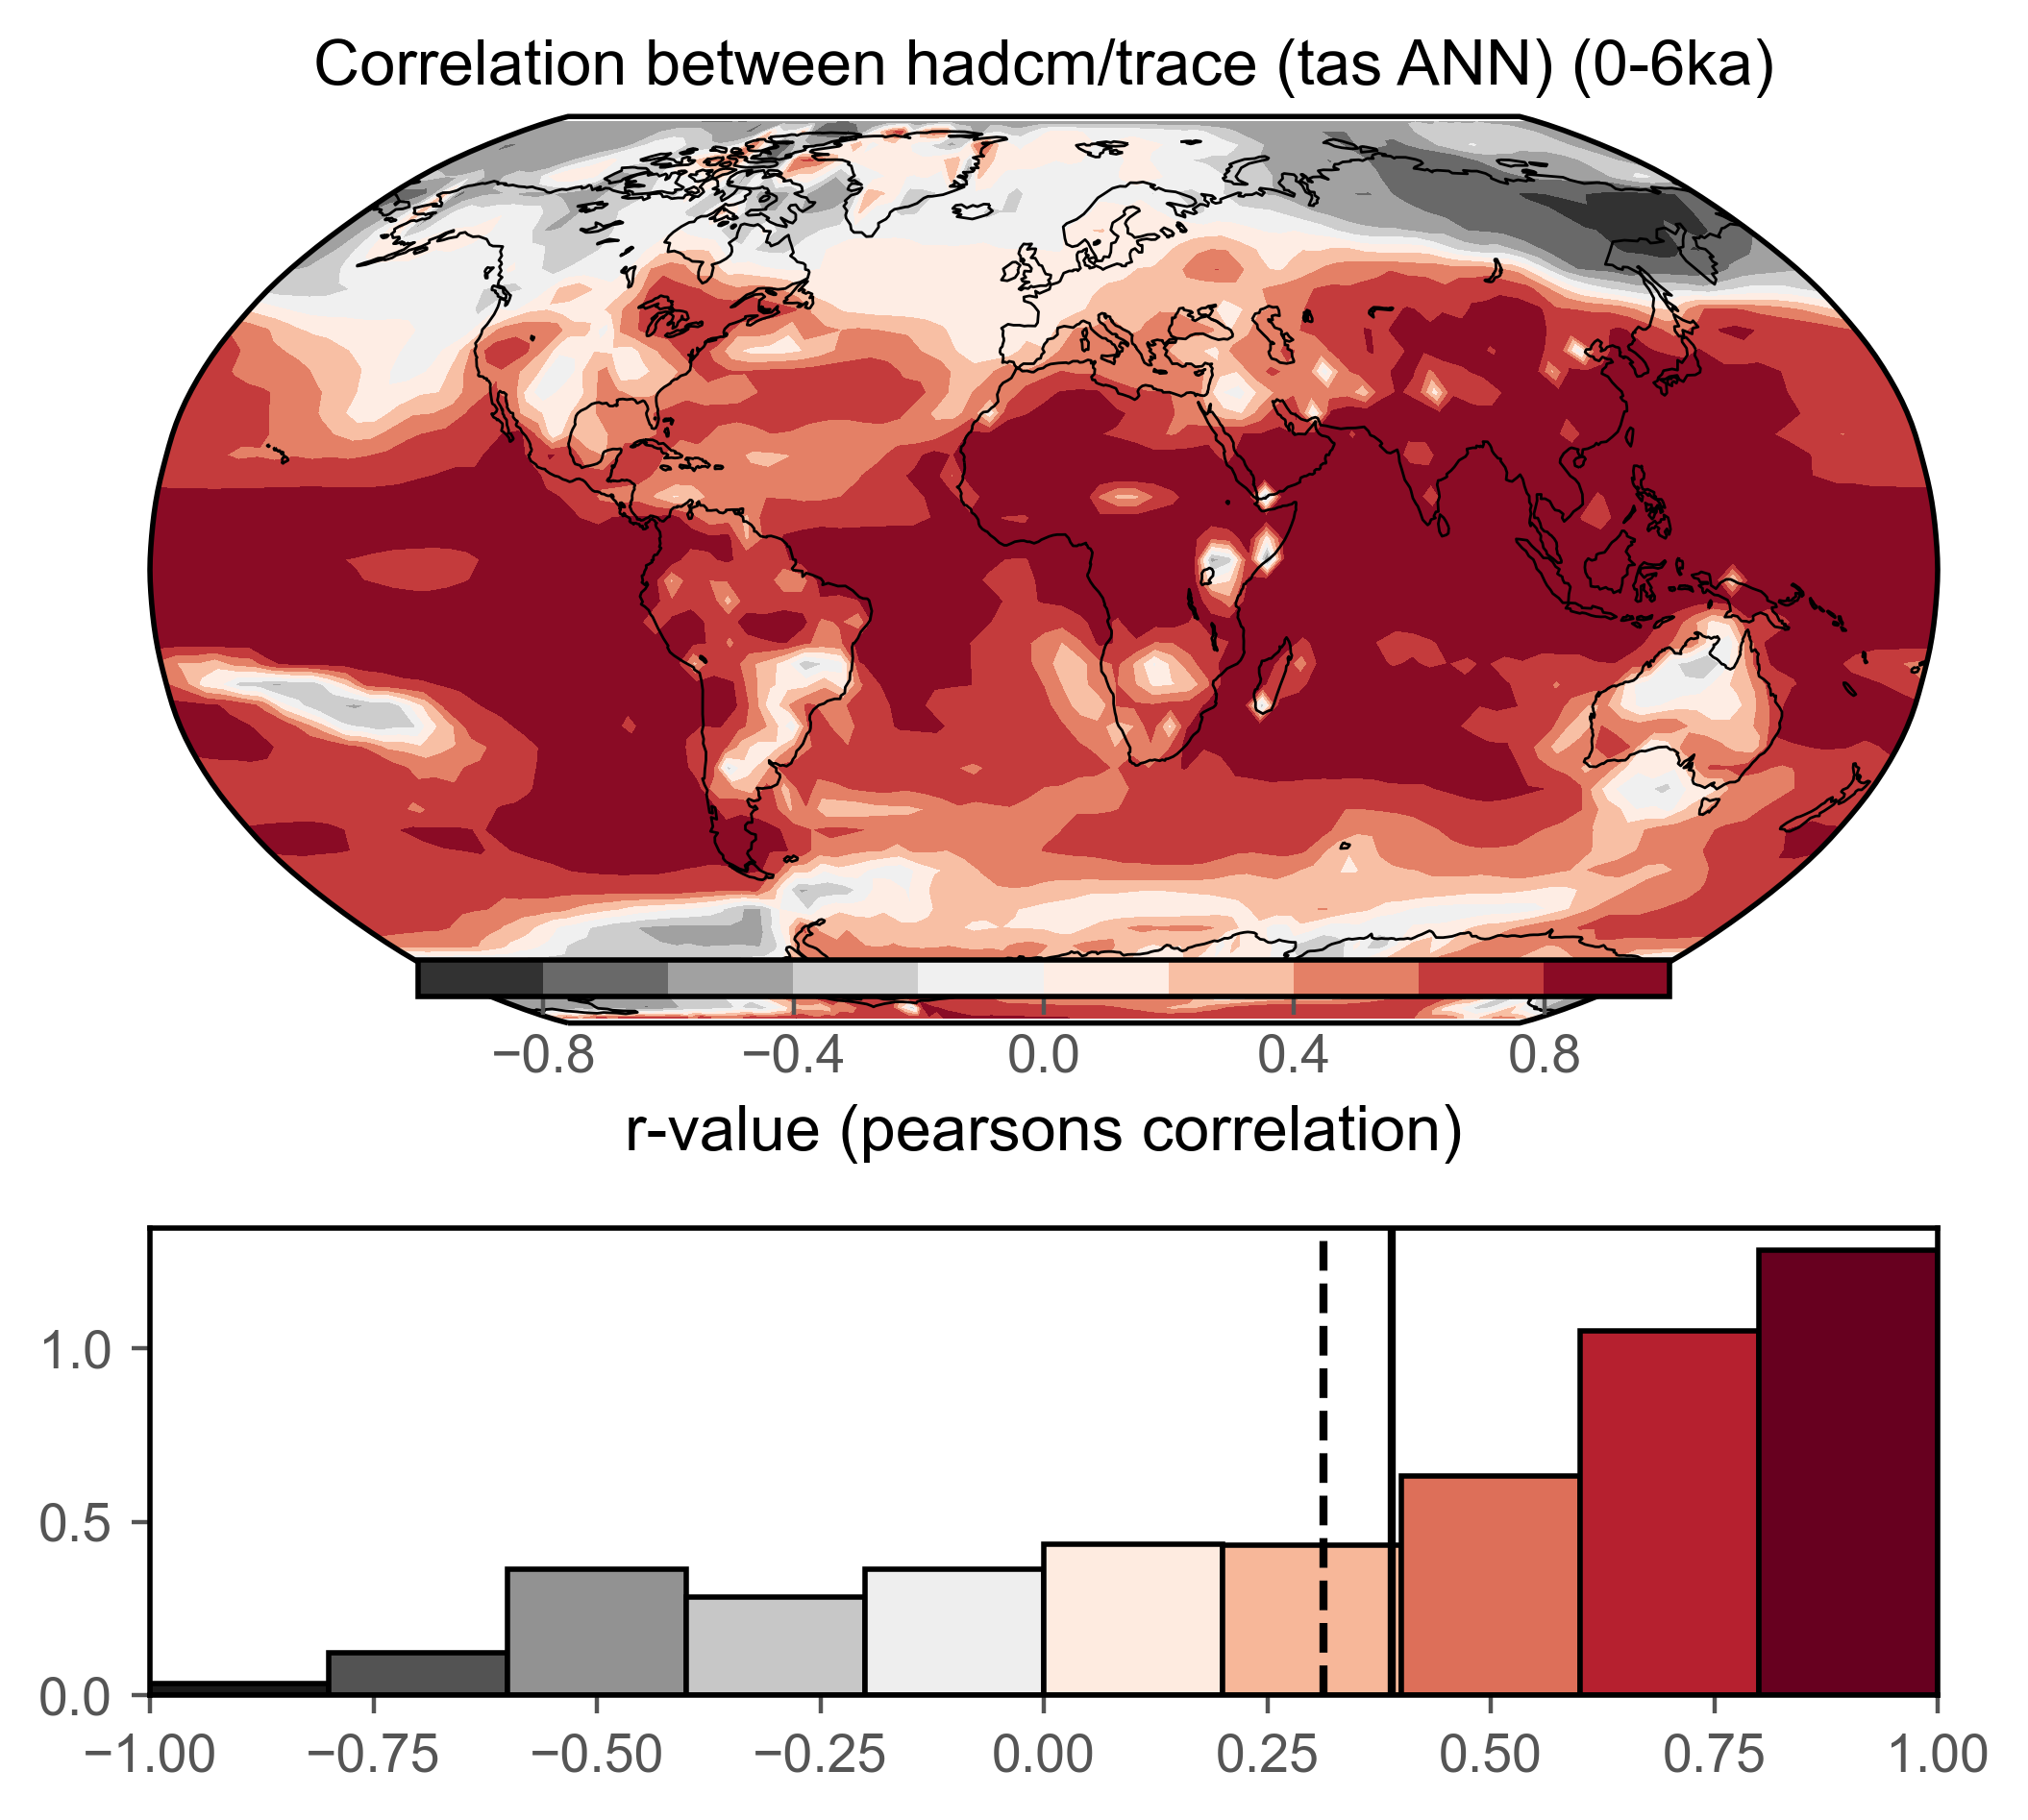 Correlation between hadcm/trace (tas ANN) (0-6ka)
−0.8 −0.4 0.0 0.4 0.8
r-value (pearsons correlation)
1.0
0.5
0.0
−1.00 −0.75 −0.50 −0.25 0.00 0.25 0.50 0.75 1.00